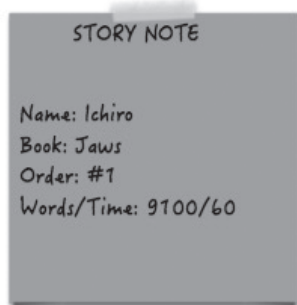 STORY NOTE
Name: Ichiro
Book: Jaws
Order: #1
Words/Time: 9100/60